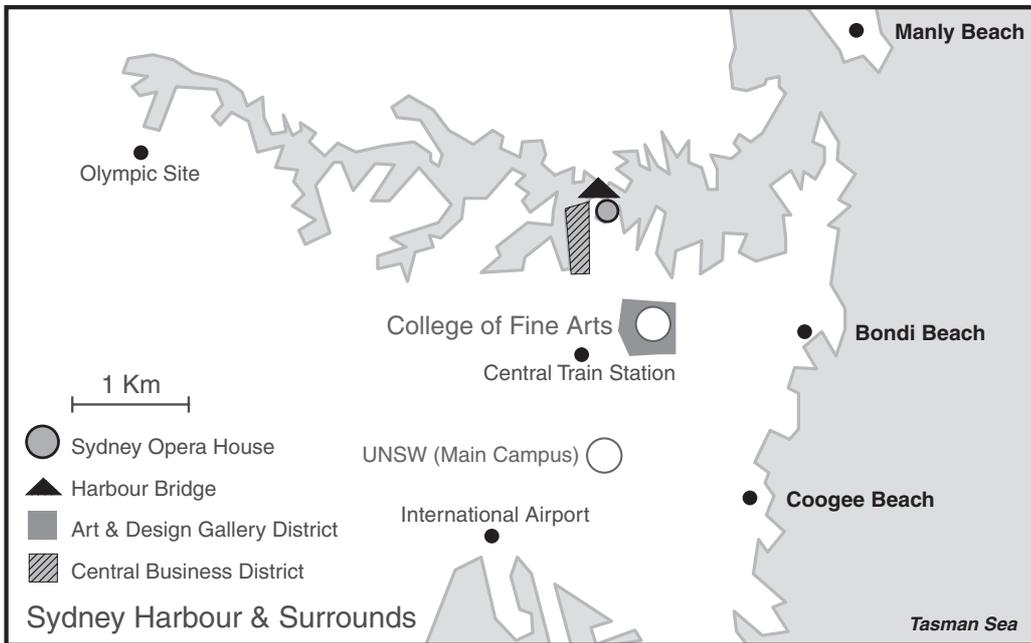 Manly Beach
Olympic Site
College of Fine Arts
Bondi Beach
Central Train Station
1 Km
Sydney Opera House
UNSW (Main Campus)
Harbour Bridge
Coogee Beach
International Airport
Art & Design Gallery District
Central Business District
Sydney Harbour & Surrounds
Tasman Sea